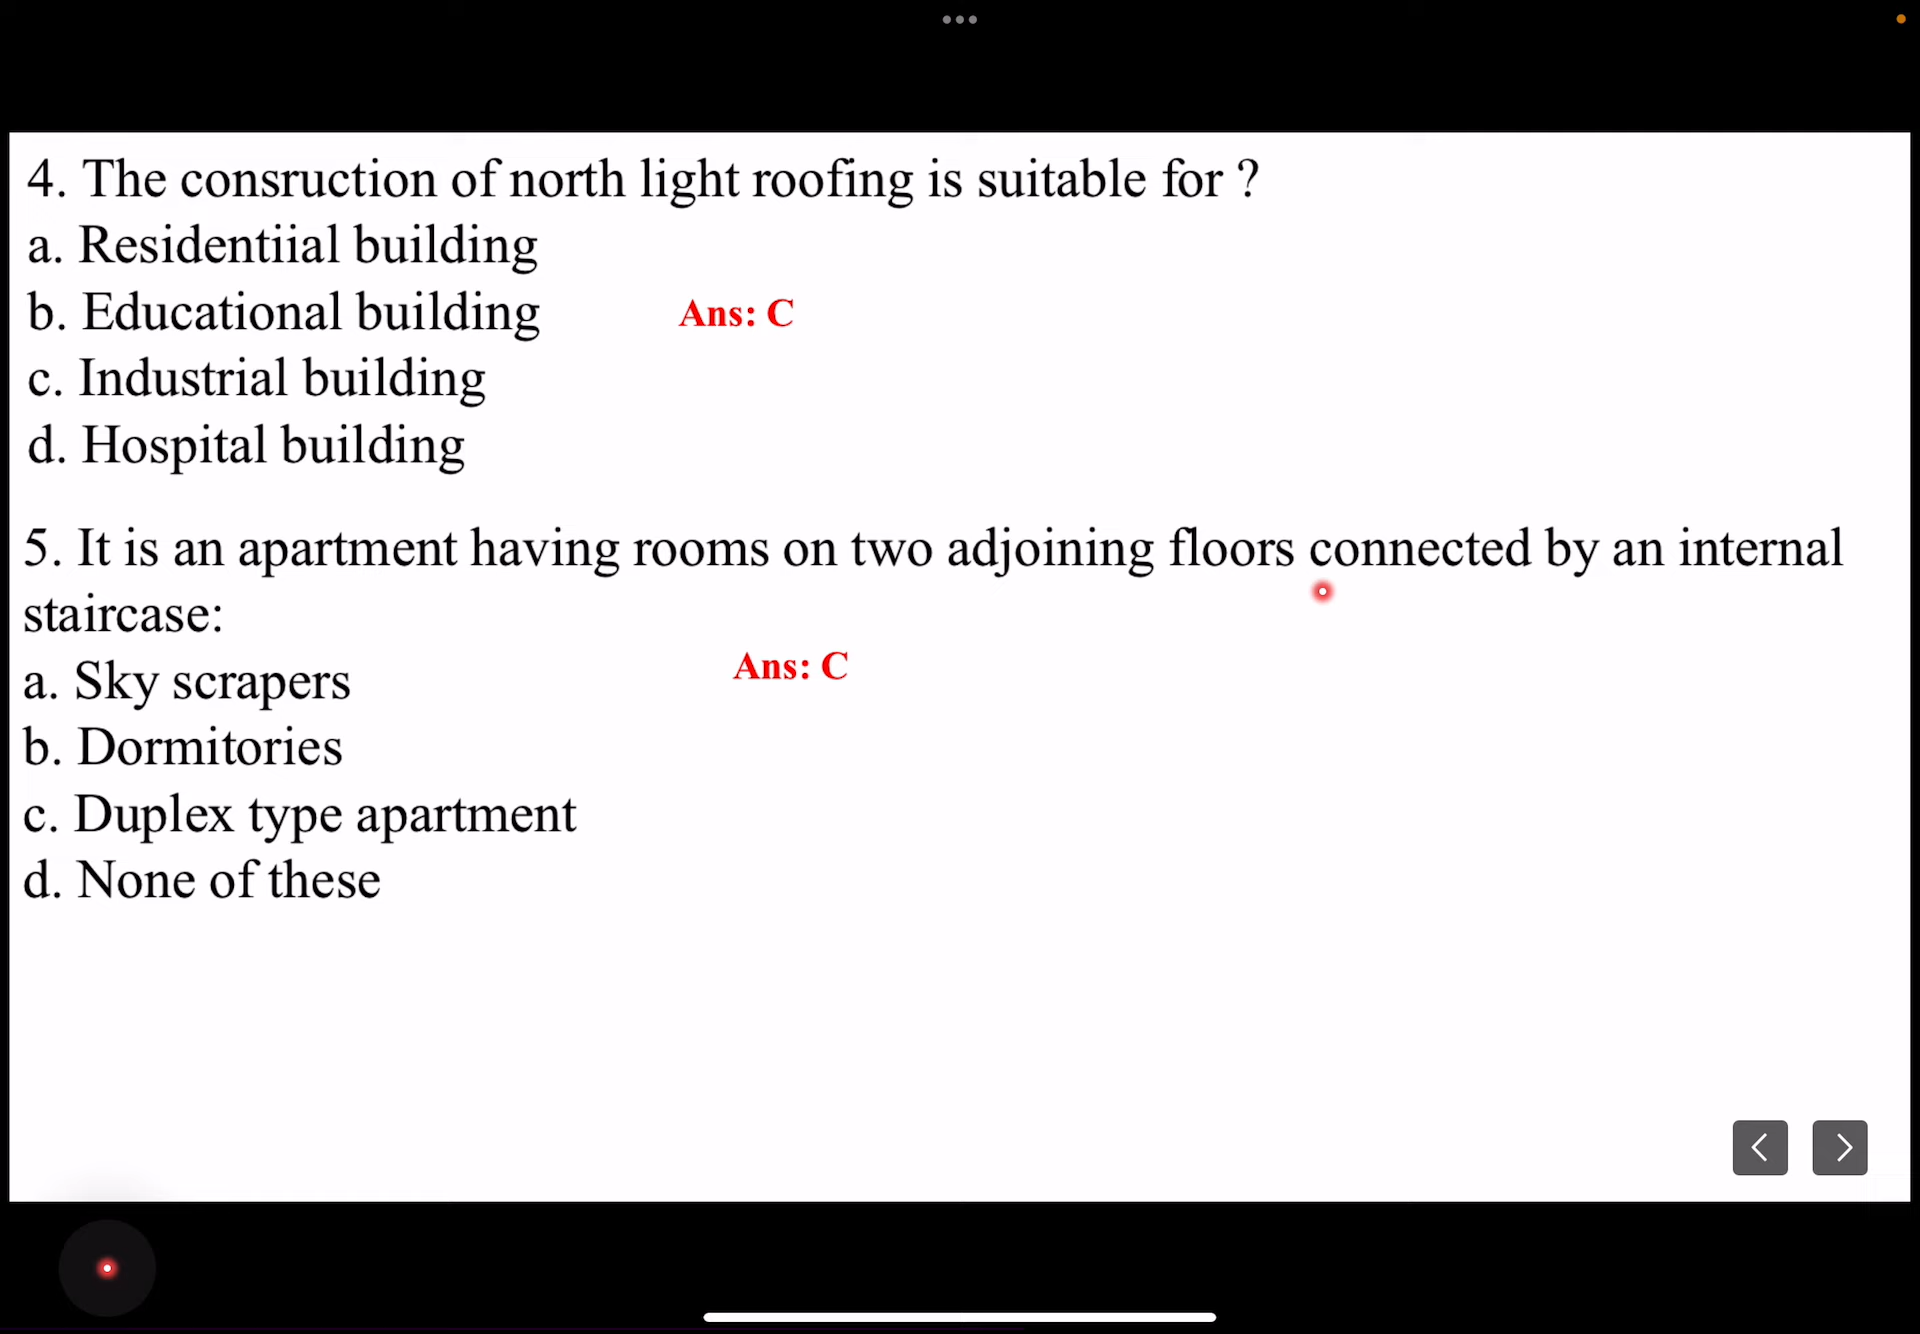 4. The consruction of north light roofing is suitable for ?
a. Residentiial building
b. Educational building
Ans: C
c. Industrial building
d. Hospital building
5. It is an apartment having rooms on two adjoining floors connected by an internal
staircase:
Ans: C
a. Sky scrapers
b. Dormitories
c. Duplex type apartment
d. None of these